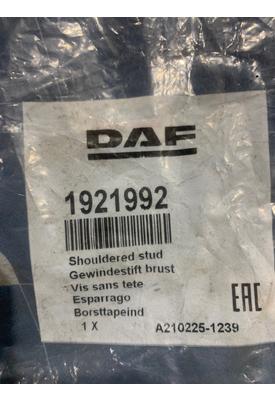 DAF
1921992
Shouldered stud
Gewindestift brust
Vis sans tete
Esparrago
Borsttapeind
EAC
1 X A210225-1239